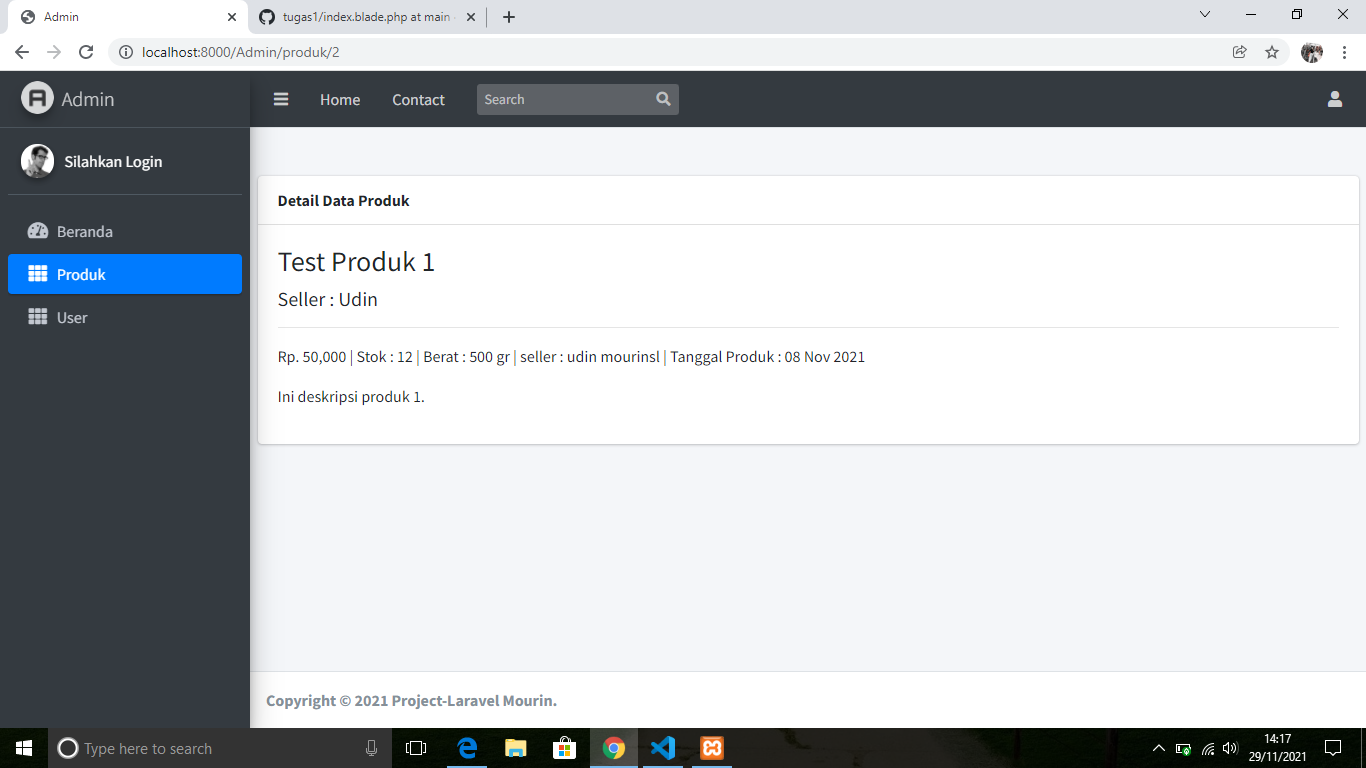 Admin
tugas1/index.blade.php at main
localhost:8000/Admin/produk/2
Admin
Home
Contact
Search
Silahkan Login
Beranda
Produk
User
Detail Data Produk
Test Produk 1
Seller : Udin
Rp. 50,000 | Stok : 12 | Berat : 500 gr | seller : udin mourinsl | Tanggal Produk : 08 Nov 2021
Ini deskripsi produk 1.
Copyright © 2021 Project-Laravel Mourin.
Type here to search
14:17
29/11/2021